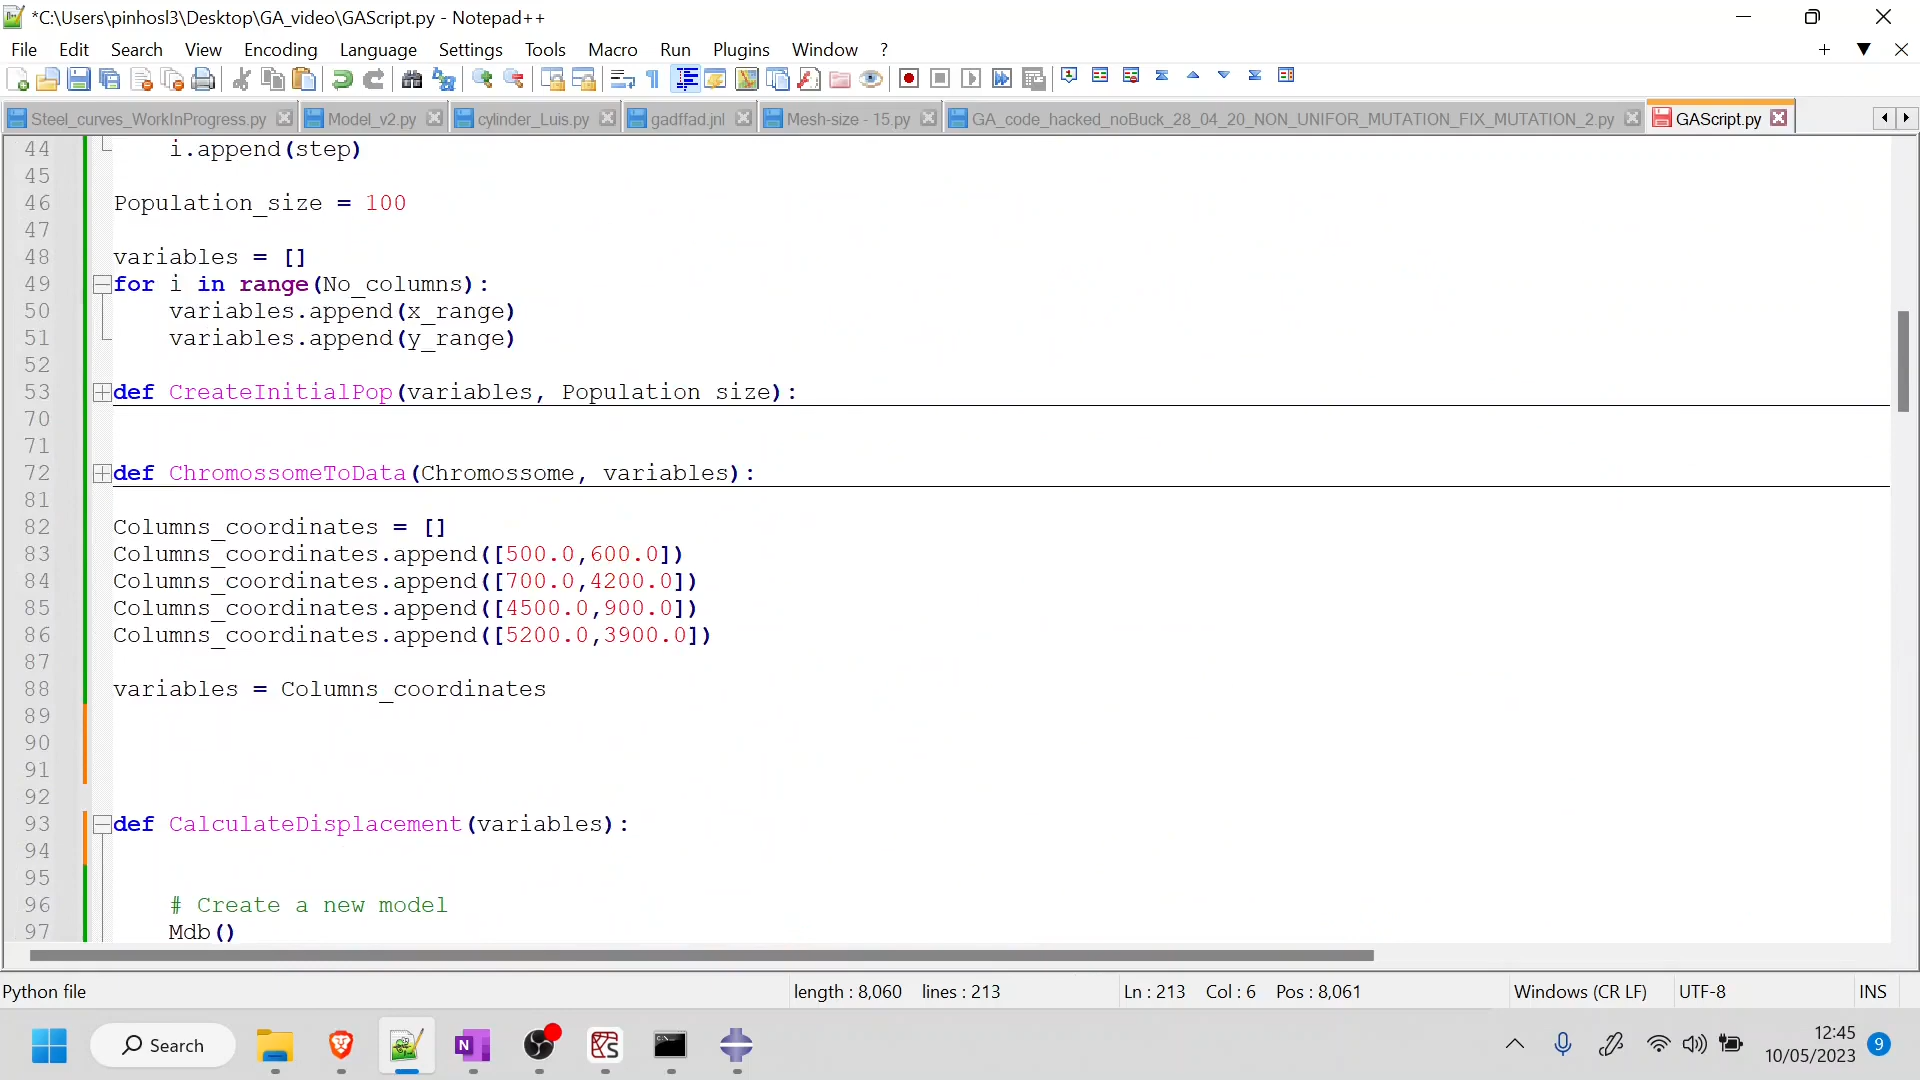 *C:\Users\pinhosl3\Desktop\GA_video\GAScript.py - Notepad++
File Edit Search View Encoding Language Settings Tools Macro Run Plugins Window ?
Steel_curves_WorkInProgress.py Model_v2.py cylinder_Luis.py gadffad.jnl Mesh-size - 15.py GA_code_hacked_noBuck_28_04_20_NON_UNIFOR_MUTATION_FIX_MUTATION_2.py GAScript.py
44 i.append(step)
45
46 Population_size = 100
47
48 variables = []
49 for i in range(No_columns):
50 variables.append(x_range)
51 variables.append(y_range)
52
53 def CreateInitialPop(variables, Population size):
70
71
72 def ChromossomeToData(Chromossome, variables):
81
82 Columns_coordinates = []
83 Columns_coordinates.append([500.0,600.0])
84 Columns_coordinates.append([700.0,4200.0])
85 Columns_coordinates.append([4500.0,900.0])
86 Columns_coordinates.append([5200.0,3900.0])
87
88 variables = Columns_coordinates
89
90
91
92
93 def CalculateDisplacement(variables):
94
95
96 # Create a new model
97 Mdb()
Python file length : 8,060 lines : 213 Ln : 213 Col : 6 Pos : 8,061 Windows (CR LF) UTF-8 INS
Search
12:45
10/05/2023
9